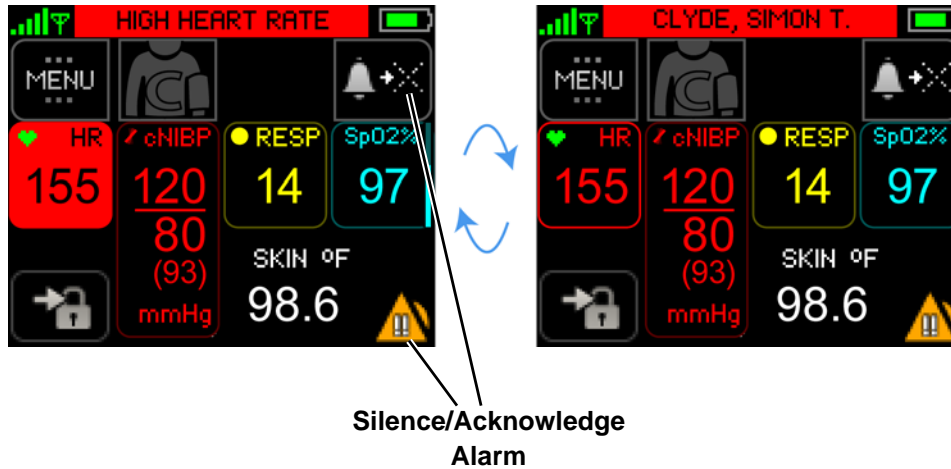 HIGH HEART RATE
MENU
C
HR
cNIBP
RESP
SpO2%
155
120
80
(93)
mmHg
14
97
SKIN ºF
98.6
!!
CLYDE, SIMON T.
MENU
C
HR
cNIBP
RESP
SpO2%
155
120
80
(93)
mmHg
14
97
SKIN ºF
98.6
!!
Silence/Acknowledge
Alarm